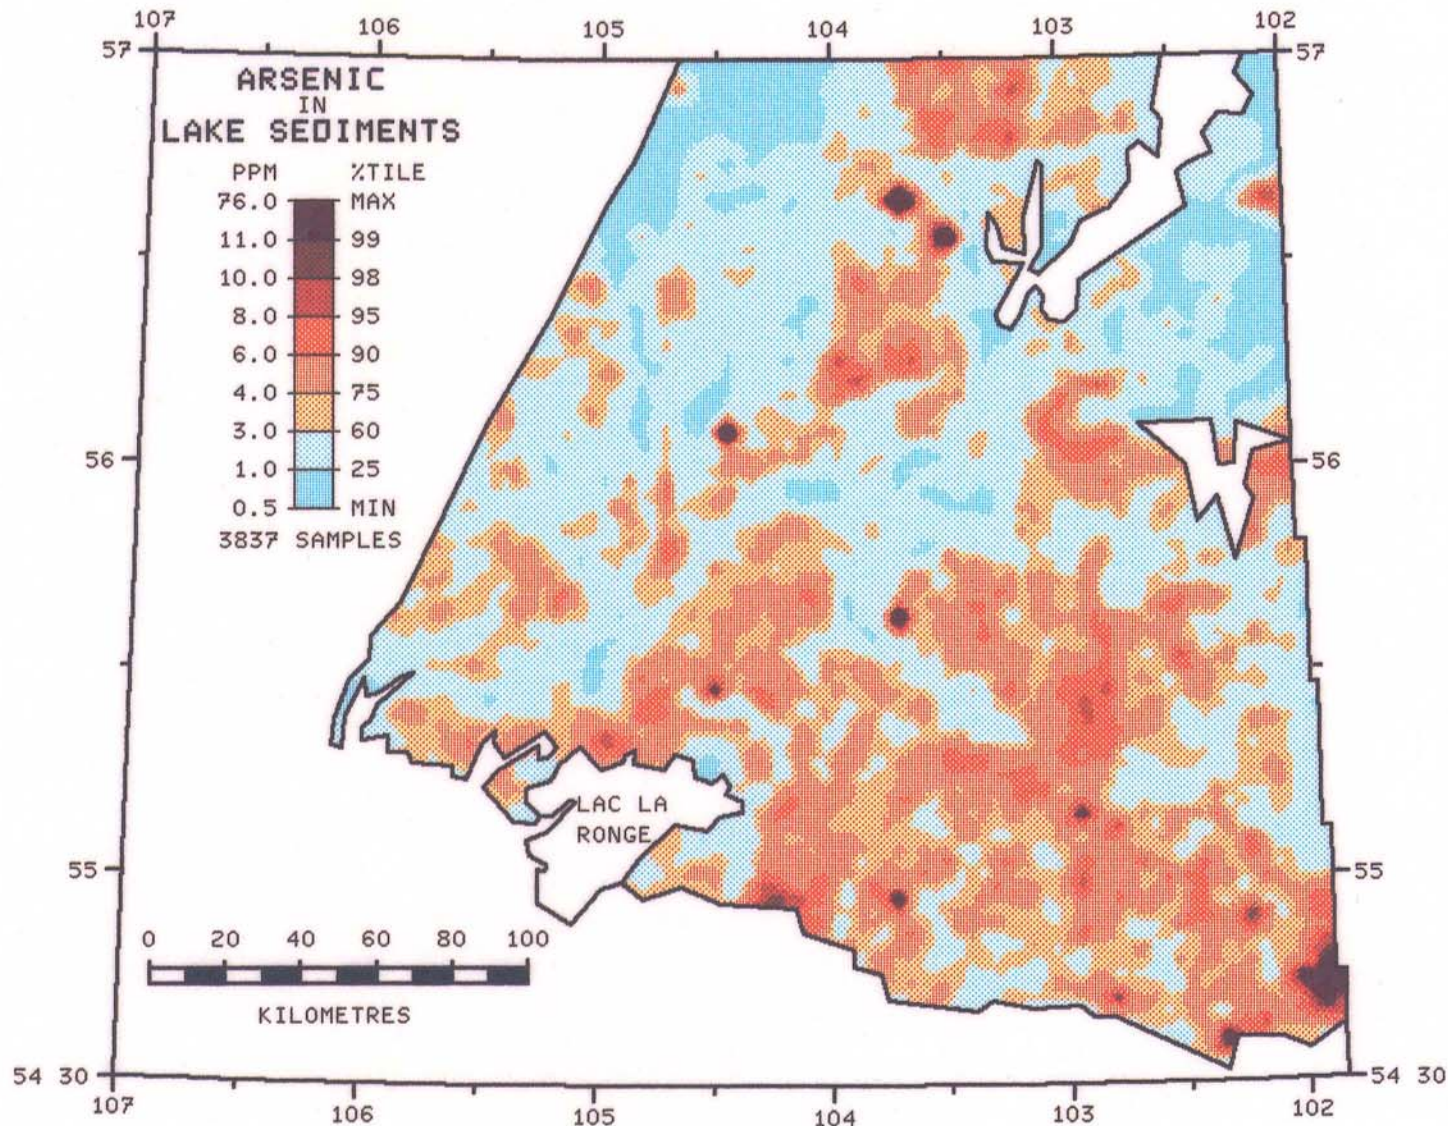 107 106 105 104 103 102
57 57
ARSENIC
IN
LAKE SEDIMENTS
PPM %TILE
76.0 MAX
11.0 99
10.0 98
8.0 95
6.0 90
4.0 75
3.0 60
1.0 25
0.5 MIN
3837 SAMPLES
56 56
LAC LA
RONGE
55 55
0 20 40 60 80 100
KILOMETRES
54 30 54 30
107 106 105 104 103 102